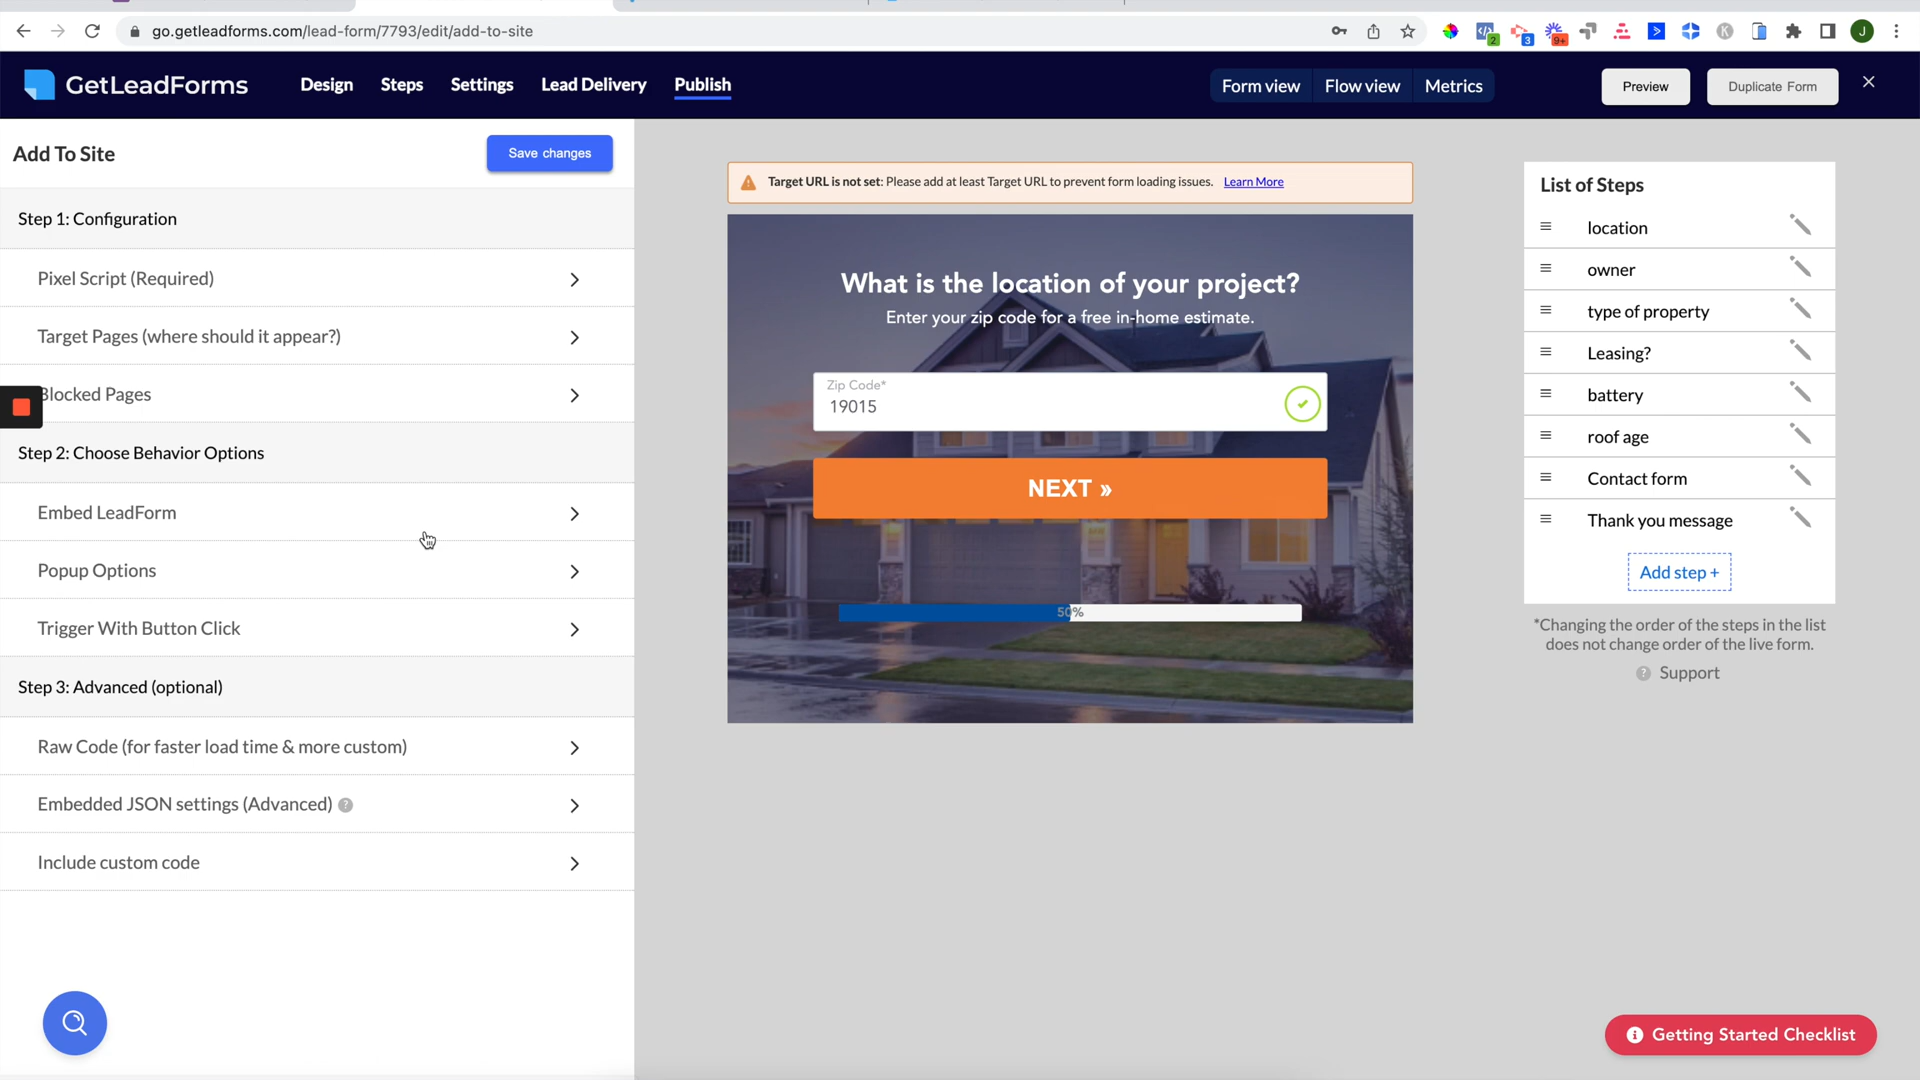 go.getleadforms.com/lead-form/7793/edit/add-to-site
2
3
9+
K
J
GetLeadForms
Design
Steps
Settings
Lead Delivery
Publish
Form view
Flow view
Metrics
Preview
Duplicate Form
Add To Site
Save changes
Step 1: Configuration
Pixel Script (Required)
Target Pages (where should it appear?)
Blocked Pages
Step 2: Choose Behavior Options
Embed LeadForm
Popup Options
Trigger With Button Click
Step 3: Advanced (optional)
Raw Code (for faster load time & more custom)
Embedded JSON settings (Advanced) ?
Include custom code
Target URL is not set: Please add at least Target URL to prevent form loading issues. Learn More
What is the location of your project?
Enter your zip code for a free in-home estimate.
Zip Code*
19015
NEXT »
50%
List of Steps
location
owner
type of property
Leasing?
battery
roof age
Contact form
Thank you message
Add step +
*Changing the order of the steps in the list
does not change order of the live form.
? Support
Getting Started Checklist